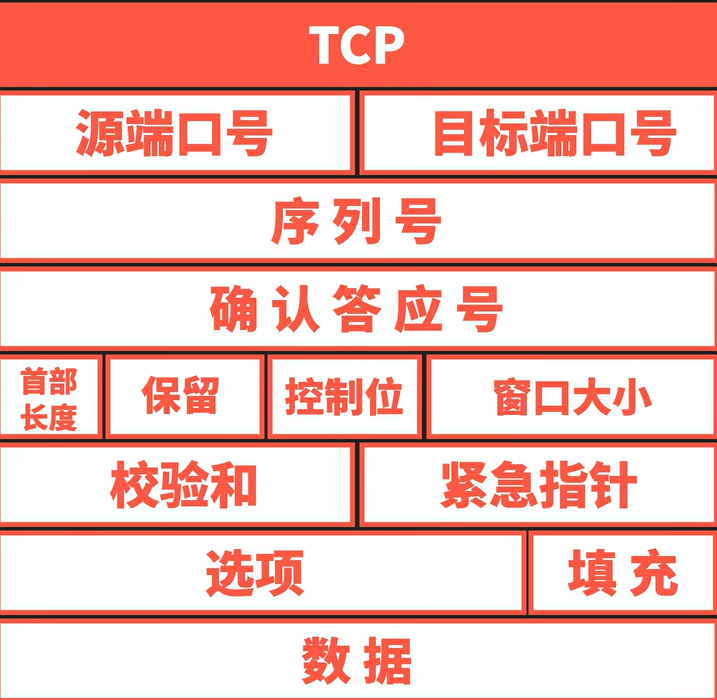 TCP
源端口号
目标端口号
序列号
确认答应号
首部
长度
保留
控制位
窗口大小
校验和
紧急指针
选项
填充
数据